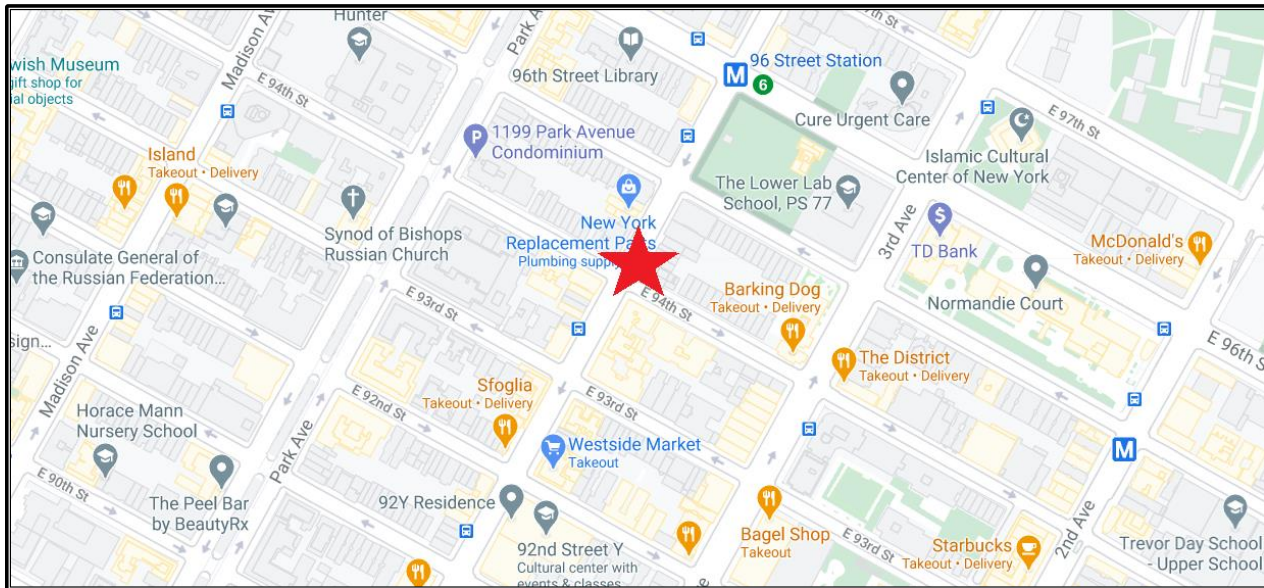 Hunter
Park A
97th St
Madison Ave
wish Museum
gift shop for
ial objects
E 94th St
96th Street Library
M
96 Street Station
6
Cure Urgent Care
E 97th St
P
1199 Park Avenue
Condominium
Island
Takeout • Delivery
Islamic Cultural
Center of New York
The Lower Lab
School, PS 77
New York
Replacement Parts
Plumbing supp
Synod of Bishops
Russian Church
3rd Ave
$
TD Bank
McDonald's
Takeout • Delivery
Consulate General of
the Russian Federation...
E 93rd St
E 94th St
Barking Dog
Takeout • Delivery
Normandie Court
sign...
Madison Ave
The District
Takeout • Delivery
E 96th S
Sfoglia
Takeout • Delivery
E 92nd St
E 93rd St
Horace Mann
Nursery School
Park Ave
Westside Market
Takeout
M
E 90th St
The Peel Bar
by BeautyRx
92Y Residence
92nd Street Y
Cultural center with
events & classes
Bagel Shop
Takeout
E 93rd St
Starbucks
Takeout • Delivery
2nd Ave
Trevor Day School
- Upper School